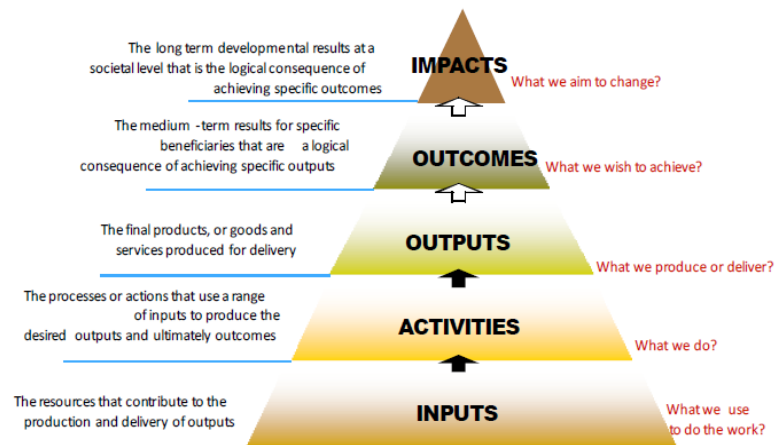 The long term developmental results at a
societal level that is the logical consequence of
achieving specific outcomes
IMPACTS
What we aim to change?
The medium -term results for specific
beneficiaries that are a logical
consequence of achieving specific outputs
OUTCOMES
What we wish to achieve?
The final products, or goods and
services produced for delivery
OUTPUTS
What we produce or deliver?
The processes or actions that use a range
of inputs to produce the
desired outputs and ultimately outcomes
ACTIVITIES
What we do?
The resources that contribute to the
production and delivery of outputs
INPUTS
What we use
to do the work?